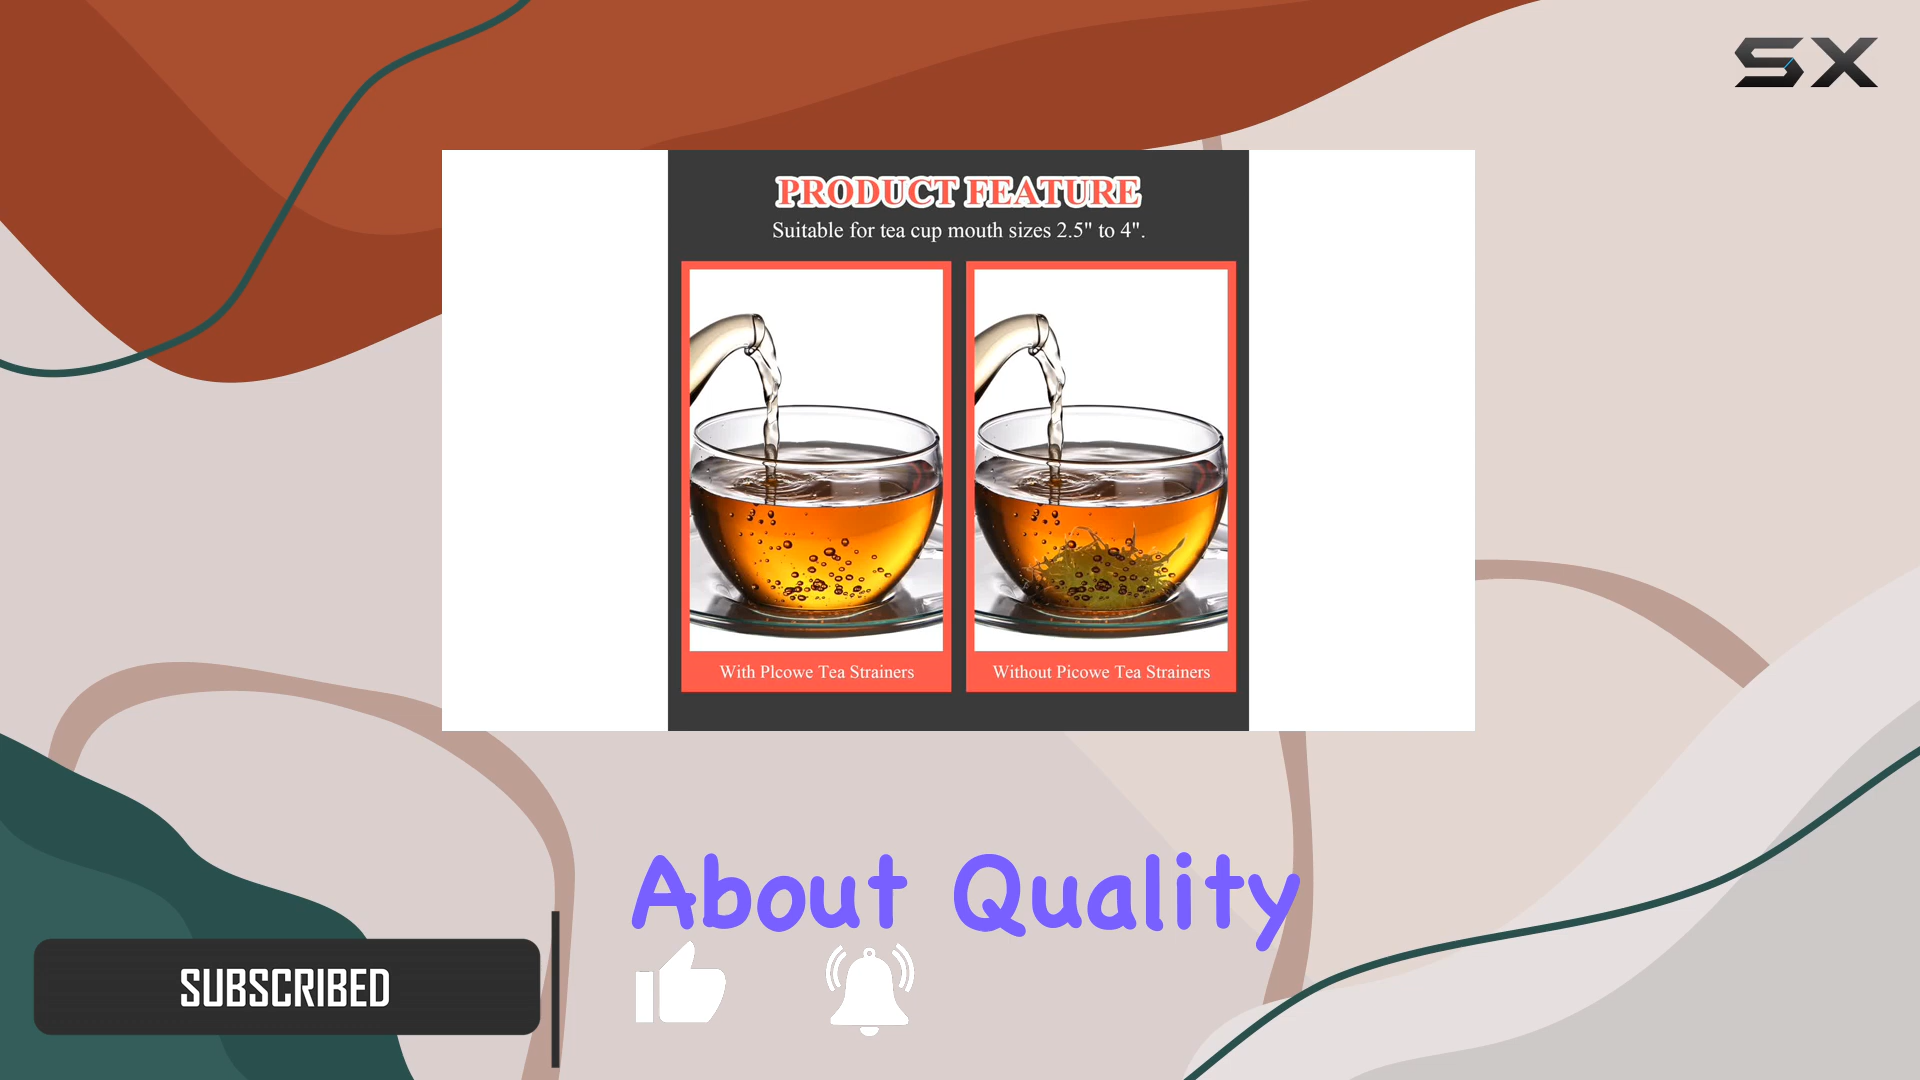 SX
PRODUCT FEATURE
Suitable for tea cup mouth sizes 2.5" to 4".
With Plcowe Tea Strainers
Without Picowe Tea Strainers
About Quality
SUBSCRIBED